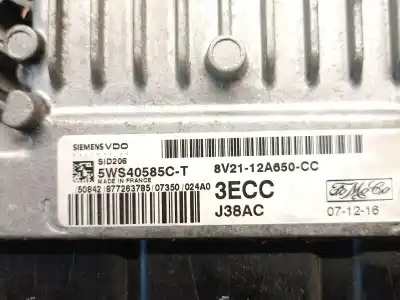 SIEMENS VDO
SID206
5WS40585C-T 8V21-12A650-CC
MADE IN FRANCE
50842 877263785 07350 024A0
3ECC
FoMoCo
J38AC
07-12-16